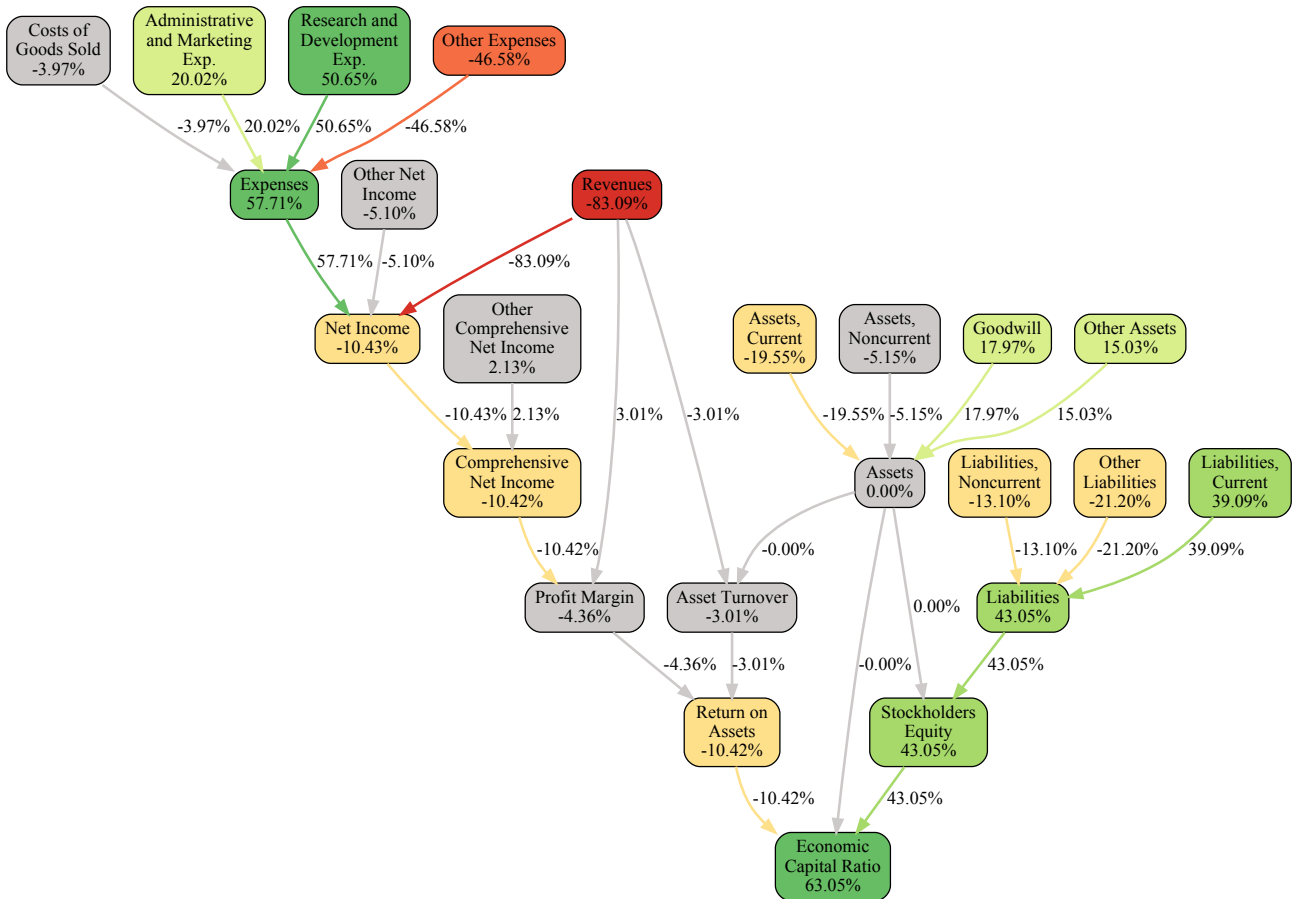 Costs of
Goods Sold
-3.97%
Administrative
and Marketing
Exp.
20.02%
Research and
Development
Exp.
50.65%
Other Expenses
-46.58%
-3.97%
20.02%
50.65%
-46.58%
Expenses
57.71%
Other Net
Income
-5.10%
Revenues
-83.09%
57.71%
-5.10%
-83.09%
Net Income
-10.43%
Other
Comprehensive
Net Income
2.13%
Assets,
Current
-19.55%
Assets,
Noncurrent
-5.15%
Goodwill
17.97%
Other Assets
15.03%
-10.43%
2.13%
3.01%
-3.01%
-19.55%
-5.15%
17.97%
15.03%
Comprehensive
Net Income
-10.42%
Assets
0.00%
Liabilities,
Noncurrent
-13.10%
Other
Liabilities
-21.20%
Liabilities,
Current
39.09%
-10.42%
-0.00%
-13.10%
-21.20%
39.09%
Profit Margin
-4.36%
Asset Turnover
-3.01%
0.00%
Liabilities
43.05%
-4.36%
-3.01%
-0.00%
43.05%
Return on
Assets
-10.42%
Stockholders
Equity
43.05%
-10.42%
43.05%
Economic
Capital Ratio
63.05%